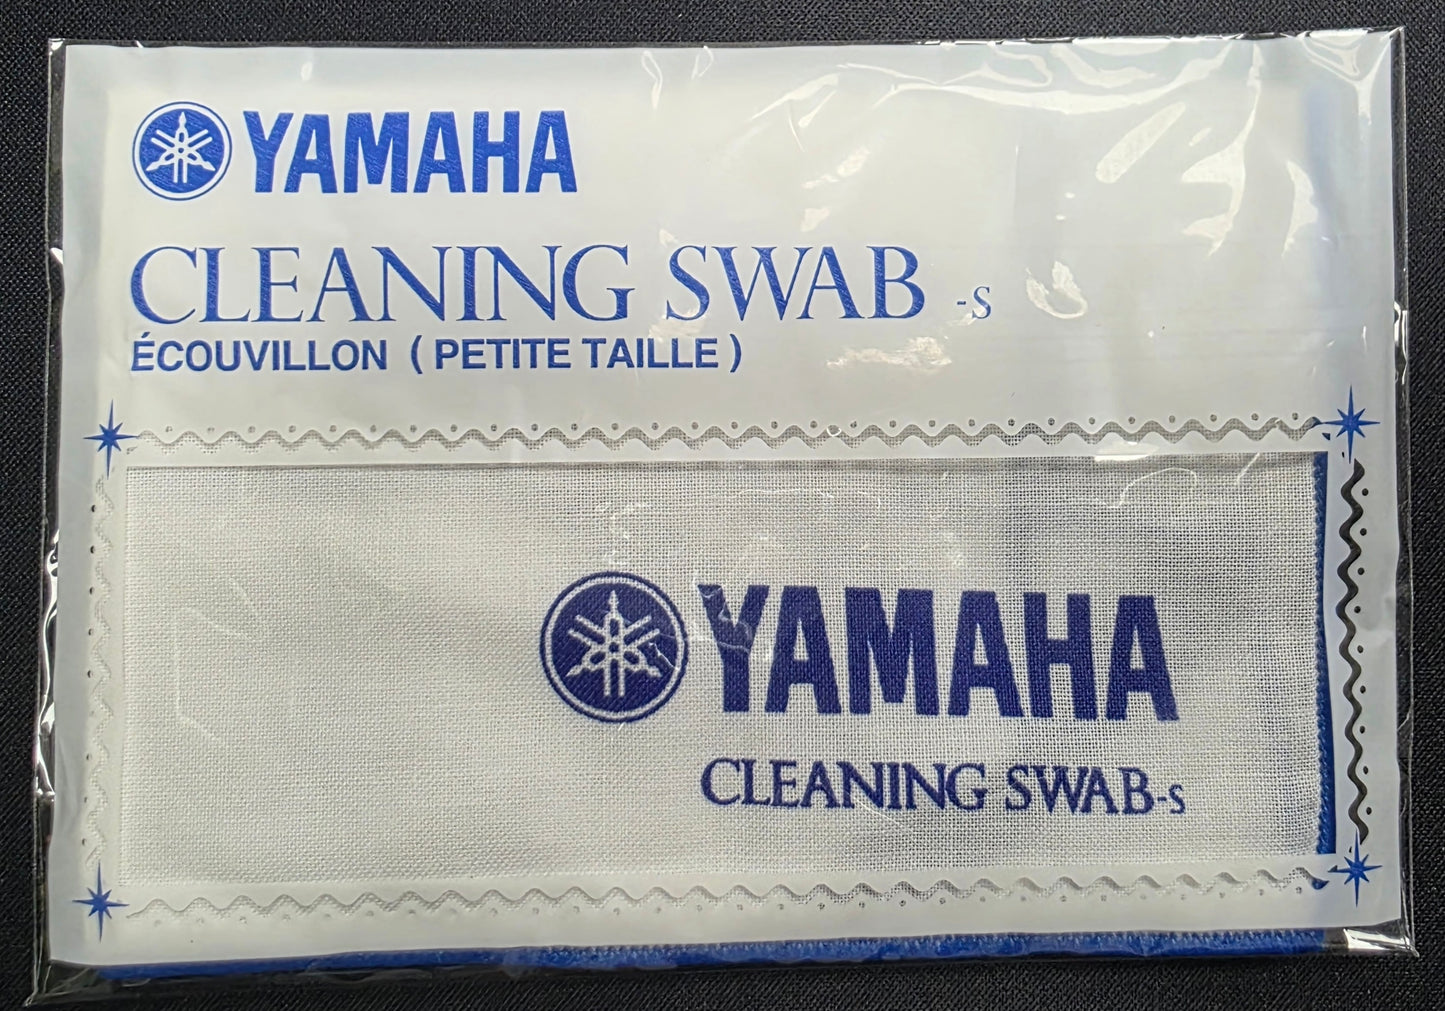 YAMAHA
CLEANING SWAB -s
ÉCOUVILLON ( PETITE TAILLE )
YAMAHA
CLEANING SWAB-s